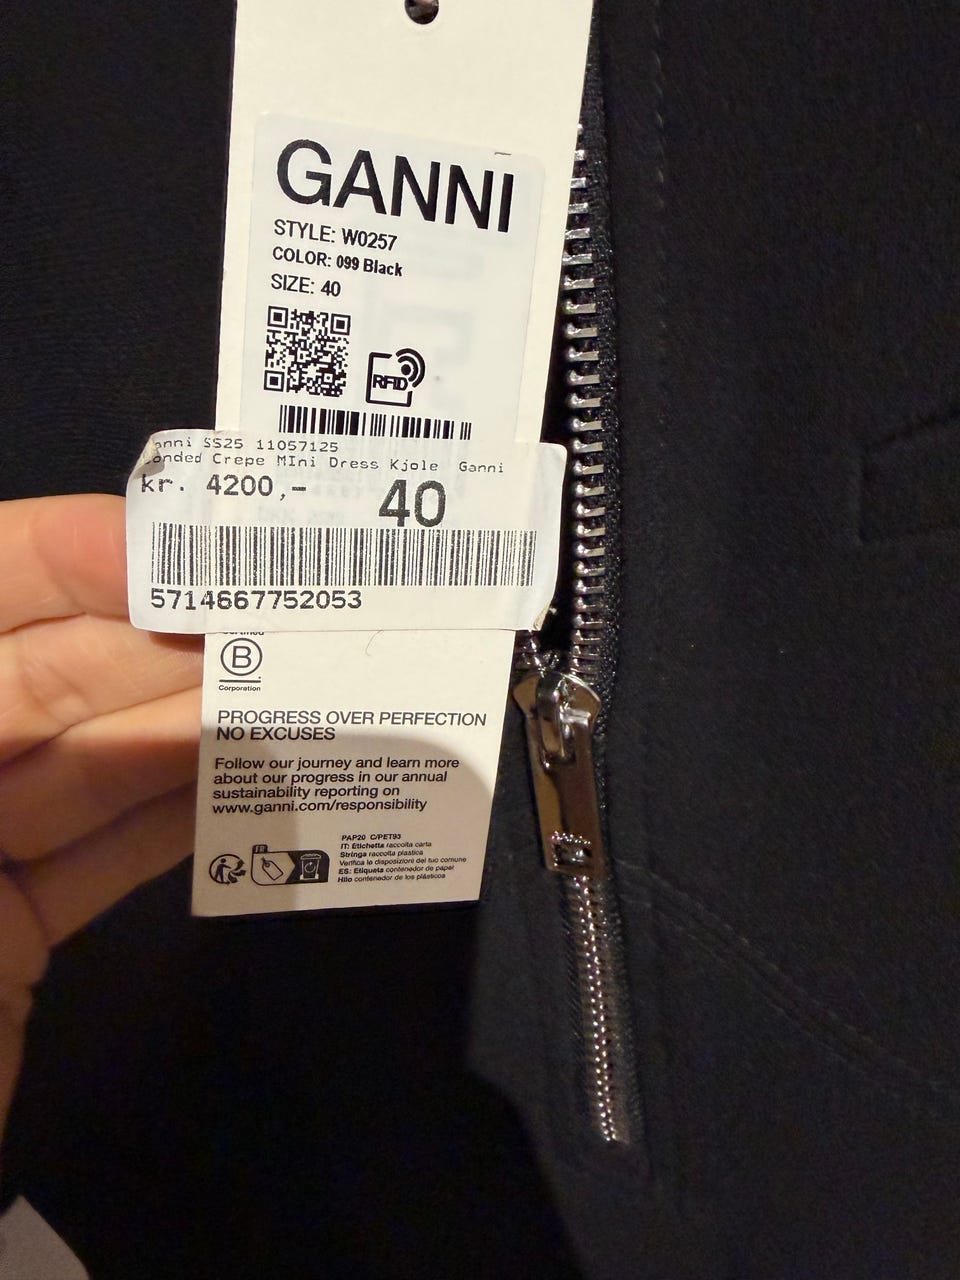 GANNI
STYLE: W0257
COLOR: 099 Black
SIZE: 40
RFID
anni SS25 11057125
onded Crepe MIni Dress Kjole Ganni
kr. 4200,-
40
5714667752053
Certified
B
Corporation
PROGRESS OVER PERFECTION
NO EXCUSES
Follow our journey and learn more
about our progress in our annual
sustainability reporting on
www.ganni.com/responsibility
FR
PAP20 C/PET93
IT: Etichetta raccolta carta
Stringa raccolta plastica
Verifica le disposizioni del tuo comune
ES: Etiqueta contenedor de papel
Hilo contenedor de los plásticos